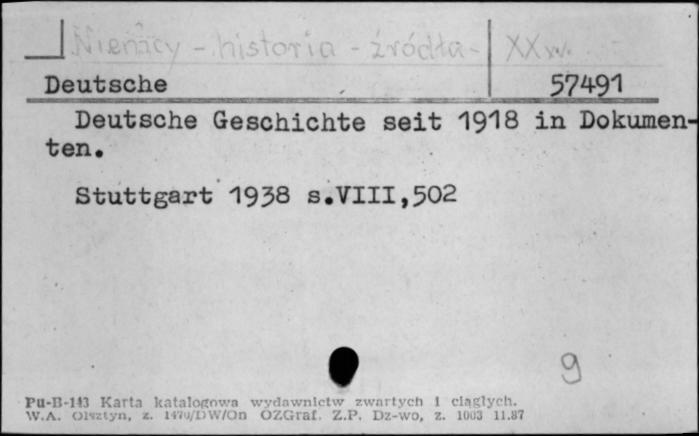 Niemcy - historia - źródła - XX w.
Deutsche 57491
Deutsche Geschichte seit 1918 in Dokumen-
ten.
Stuttgart 1938 s.VIII,502
9
Pu-B-143 Karta katalogowa wydawnictw zwartych i ciągłych.
W.A. Olsztyn, z. 1470/DW/On OZGraf. Z.P. Dz-wo, z. 1003 11.87